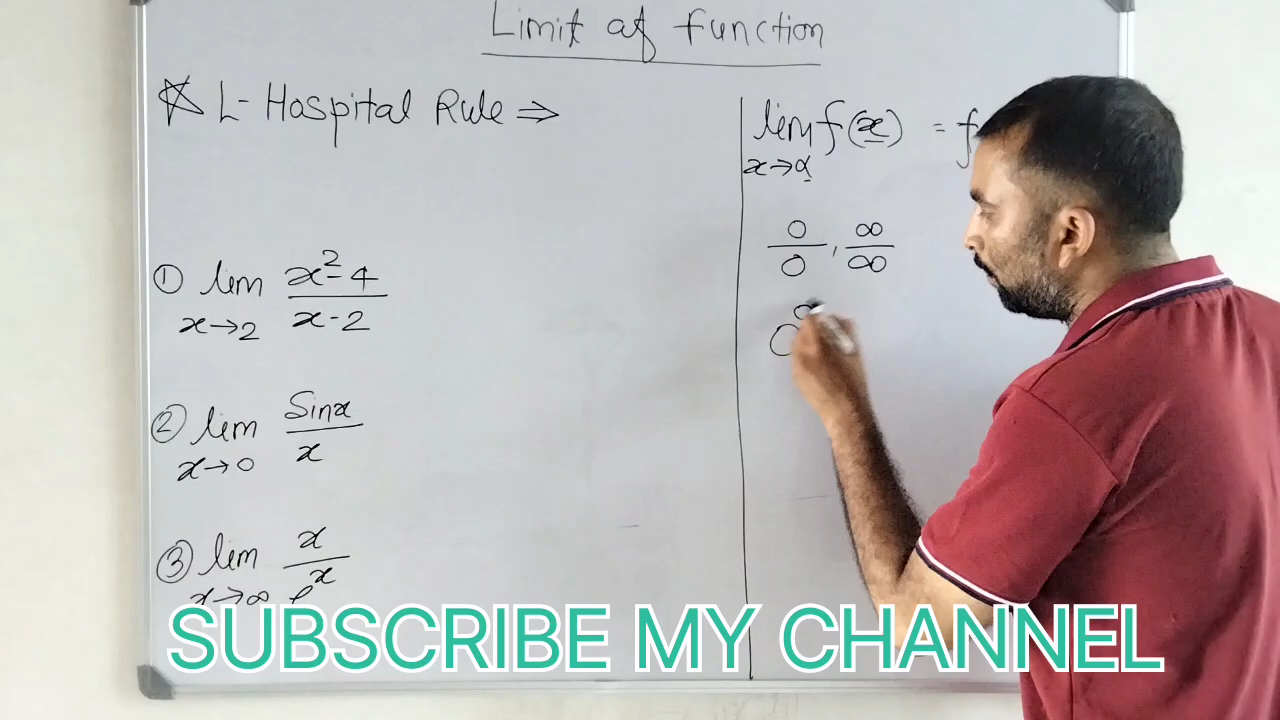 Limit of function
L-Hospital Rule ⇒
① lim x²-4
x→2 x-2
② lim Sinx
x→0 x
③ lim x
x→∞ e^x
lim f(x) = f
x→a
0/0 , ∞/∞
0
SUBSCRIBE MY CHANNEL